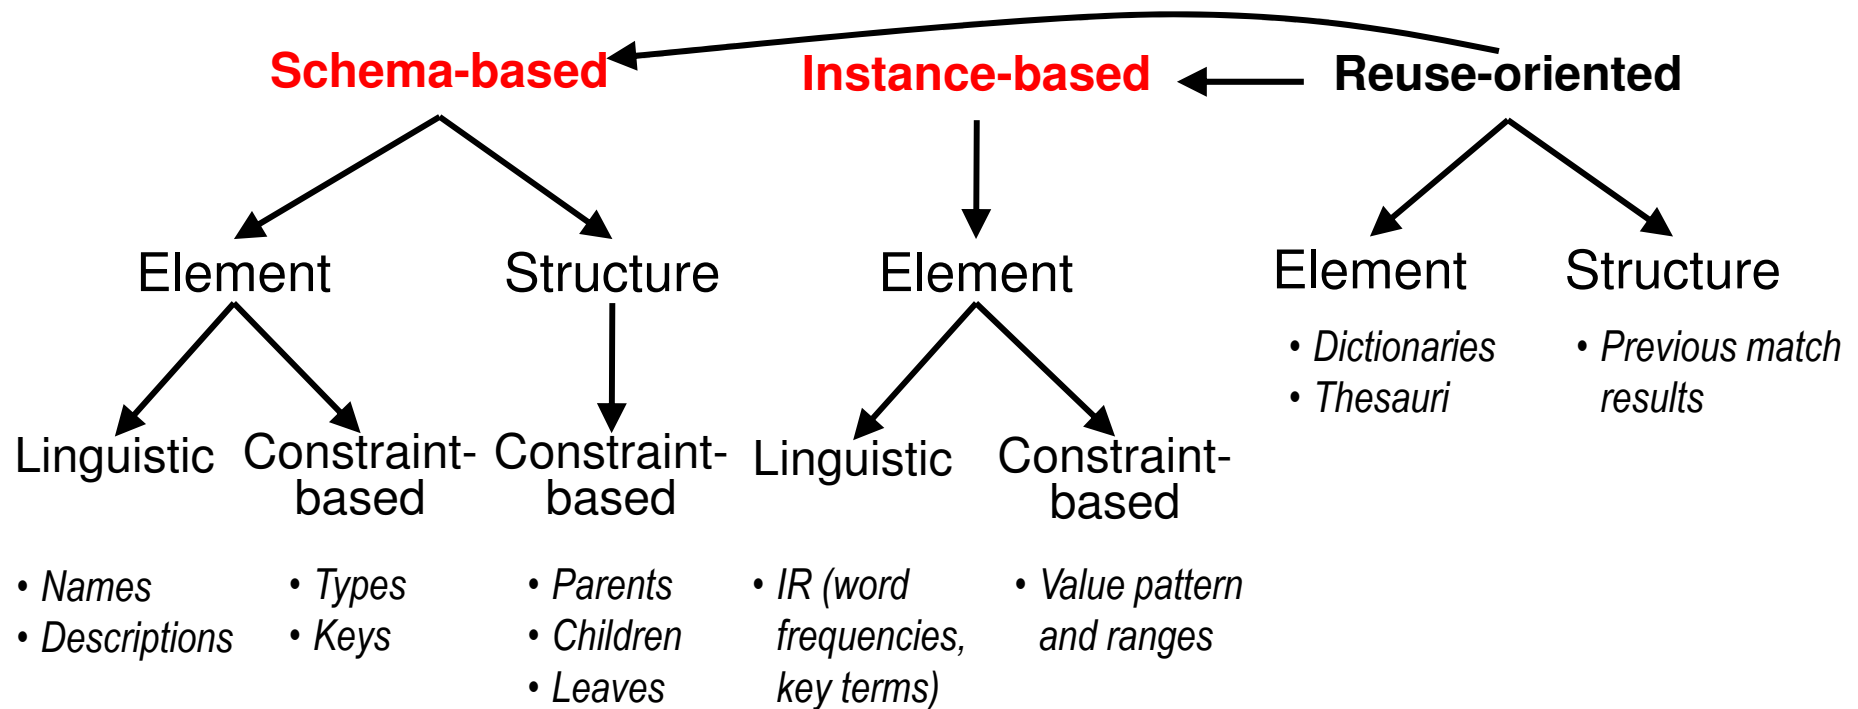 Schema-based
Instance-based
Reuse-oriented
Element
Structure
Element
Element
Structure
• Dictionaries
• Thesauri
• Previous match
results
Linguistic
Constraint-
based
Constraint-
based
Linguistic
Constraint-
based
• Names
• Descriptions
• Types
• Keys
• Parents
• Children
• Leaves
• IR (word
frequencies,
key terms)
• Value pattern
and ranges